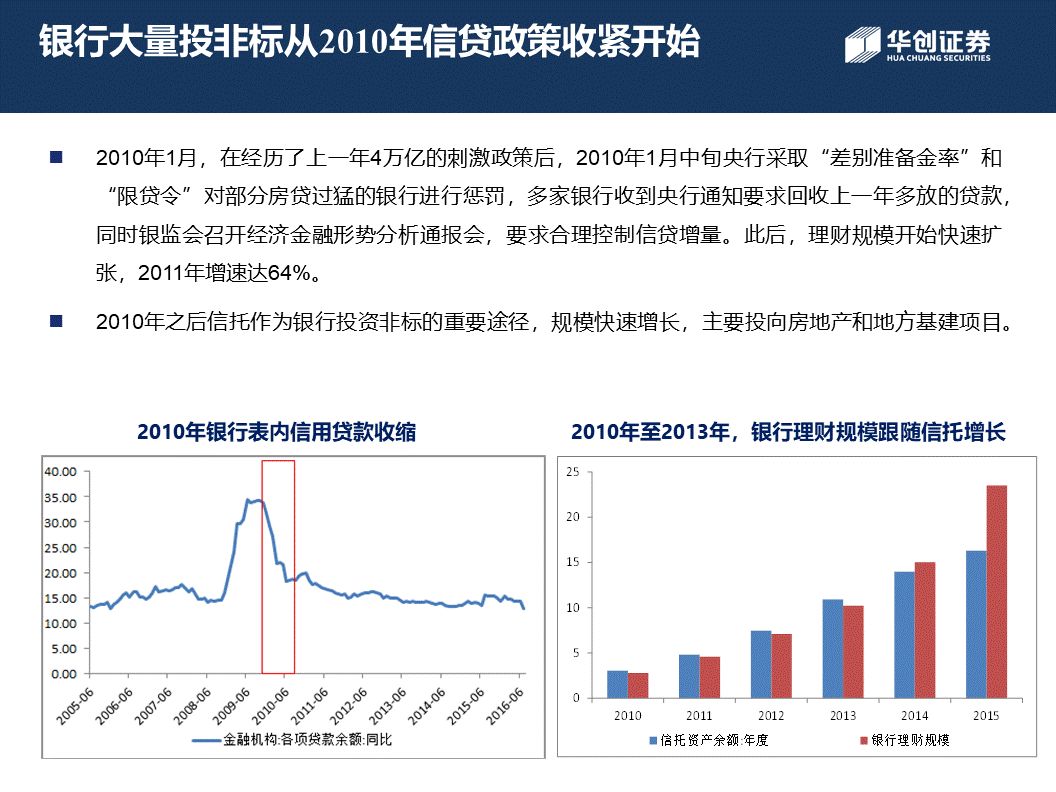 银行大量投非标从2010年信贷政策收紧开始
华创证券
HUA CHUANG SECURITIES
2010年1月，在经历了上一年4万亿的刺激政策后，2010年1月中旬央行采取“差别准备金率”和
“限贷令”对部分房贷过猛的银行进行惩罚，多家银行收到央行通知要求回收上一年多放的贷款，
同时银监会召开经济金融形势分析通报会，要求合理控制信贷增量。此后，理财规模开始快速扩
张，2011年增速达64%。
2010年之后信托作为银行投资非标的重要途径，规模快速增长，主要投向房地产和地方基建项目。
2010年银行表内信用贷款收缩
40.00
35.00
30.00
25.00
20.00
15.00
10.00
5.00
0.00
2005-06 2006-06 2007-06 2008-06 2009-06 2010-06 2011-06 2012-06 2013-06 2014-06 2015-06 2016-06
金融机构:各项贷款余额:同比
2010年至2013年，银行理财规模跟随信托增长
25
20
15
10
5
0
2010 2011 2012 2013 2014 2015
信托资产余额:年度 银行理财规模